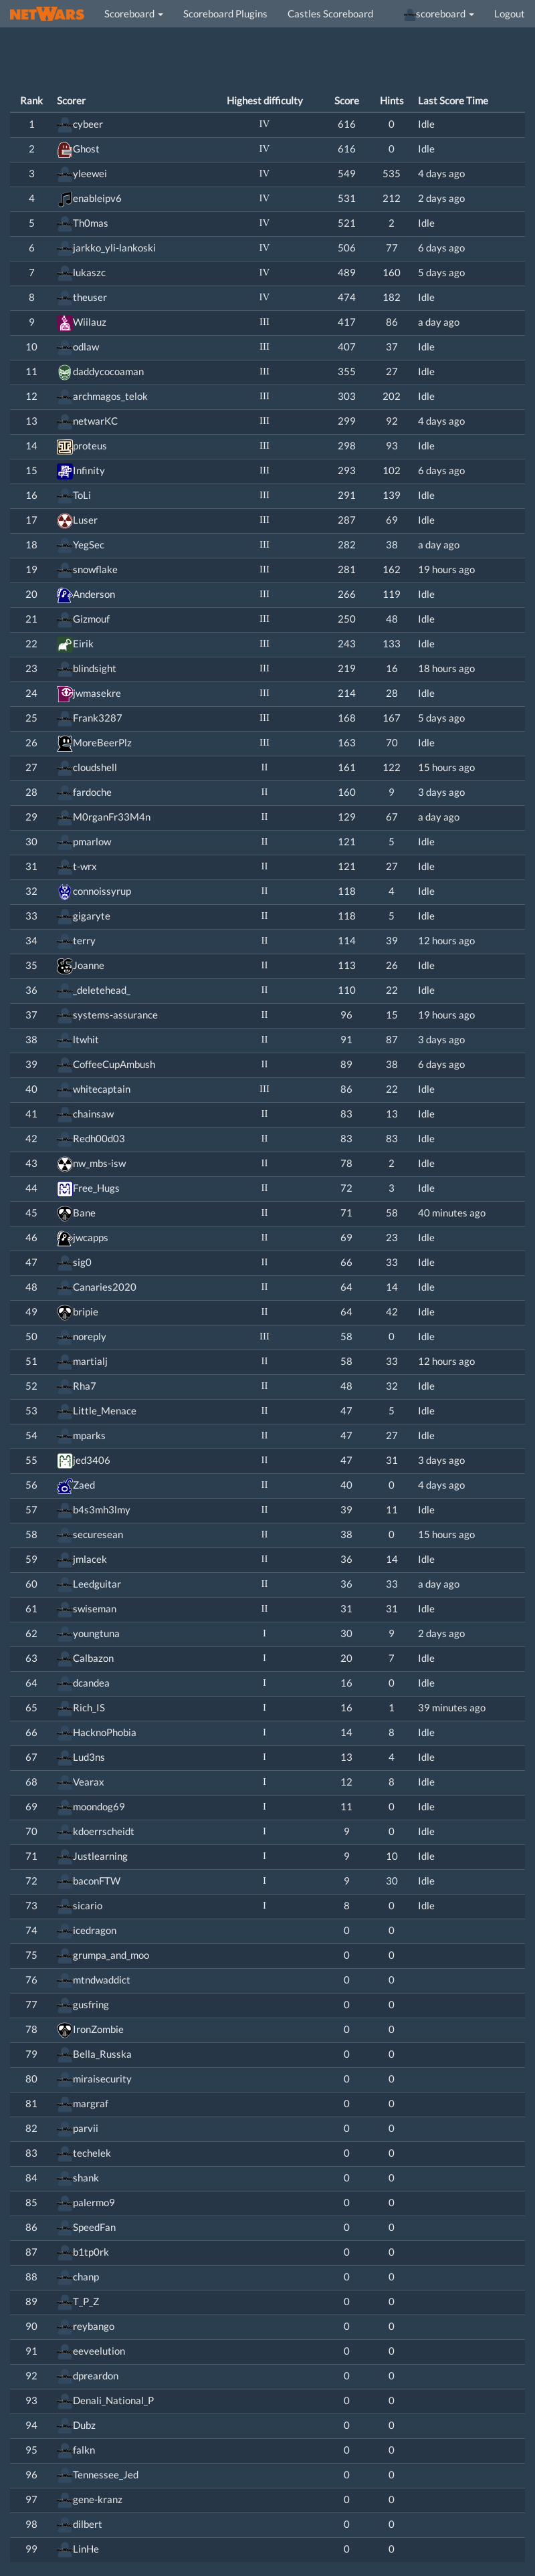 NETWARS Scoreboard Scoreboard Plugins Castles Scoreboard scoreboard Logout
Rank Scorer Highest difficulty Score Hints Last Score Time
1 cybeer IV 616 0 Idle
2 Ghost IV 616 0 Idle
3 yleewei IV 549 535 4 days ago
4 enableipv6 IV 531 212 2 days ago
5 Th0mas IV 521 2 Idle
6 jarkko_yli-lankoski IV 506 77 6 days ago
7 lukaszc IV 489 160 5 days ago
8 theuser IV 474 182 Idle
9 Wiilauz III 417 86 a day ago
10 odlaw III 407 37 Idle
11 daddycocoaman III 355 27 Idle
12 archmagos_telok III 303 202 Idle
13 netwarKC III 299 92 4 days ago
14 proteus III 298 93 Idle
15 Infinity III 293 102 6 days ago
16 ToLi III 291 139 Idle
17 Luser III 287 69 Idle
18 YegSec III 282 38 a day ago
19 snowflake III 281 162 19 hours ago
20 Anderson III 266 119 Idle
21 Gizmouf III 250 48 Idle
22 Eirik III 243 133 Idle
23 blindsight III 219 16 18 hours ago
24 jwmasekre III 214 28 Idle
25 Frank3287 III 168 167 5 days ago
26 MoreBeerPlz III 163 70 Idle
27 cloudshell II 161 122 15 hours ago
28 fardoche II 160 9 3 days ago
29 M0rganFr33M4n II 129 67 a day ago
30 pmarlow II 121 5 Idle
31 t-wrx II 121 27 Idle
32 connoissyrup II 118 4 Idle
33 gigaryte II 118 5 Idle
34 terry II 114 39 12 hours ago
35 Joanne II 113 26 Idle
36 _deletehead_ II 110 22 Idle
37 systems-assurance II 96 15 19 hours ago
38 ltwhit II 91 87 3 days ago
39 CoffeeCupAmbush II 89 38 6 days ago
40 whitecaptain III 86 22 Idle
41 chainsaw II 83 13 Idle
42 Redh00d03 II 83 83 Idle
43 nw_mbs-isw II 78 2 Idle
44 Free_Hugs II 72 3 Idle
45 Bane II 71 58 40 minutes ago
46 jwcapps II 69 23 Idle
47 sig0 II 66 33 Idle
48 Canaries2020 II 64 14 Idle
49 bripie II 64 42 Idle
50 noreply III 58 0 Idle
51 martialj II 58 33 12 hours ago
52 Rha7 II 48 32 Idle
53 Little_Menace II 47 5 Idle
54 mparks II 47 27 Idle
55 jed3406 II 47 31 3 days ago
56 Zaed II 40 0 4 days ago
57 b4s3mh3lmy II 39 11 Idle
58 securesean II 38 0 15 hours ago
59 jmlacek II 36 14 Idle
60 Leedguitar II 36 33 a day ago
61 swiseman II 31 31 Idle
62 youngtuna I 30 9 2 days ago
63 Calbazon I 20 7 Idle
64 dcandea I 16 0 Idle
65 Rich_IS I 16 1 39 minutes ago
66 HacknoPhobia I 14 8 Idle
67 Lud3ns I 13 4 Idle
68 Vearax I 12 8 Idle
69 moondog69 I 11 0 Idle
70 kdoerrscheidt I 9 0 Idle
71 Justlearning I 9 10 Idle
72 baconFTW I 9 30 Idle
73 sicario I 8 0 Idle
74 icedragon 0 0
75 grumpa_and_moo 0 0
76 mtndwaddict 0 0
77 gusfring 0 0
78 IronZombie 0 0
79 Bella_Russka 0 0
80 miraisecurity 0 0
81 margraf 0 0
82 parvii 0 0
83 techelek 0 0
84 shank 0 0
85 palermo9 0 0
86 SpeedFan 0 0
87 b1tp0rk 0 0
88 chanp 0 0
89 T_P_Z 0 0
90 reybango 0 0
91 eeveelution 0 0
92 dpreardon 0 0
93 Denali_National_P 0 0
94 Dubz 0 0
95 falkn 0 0
96 Tennessee_Jed 0 0
97 gene-kranz 0 0
98 dilbert 0 0
99 LinHe 0 0